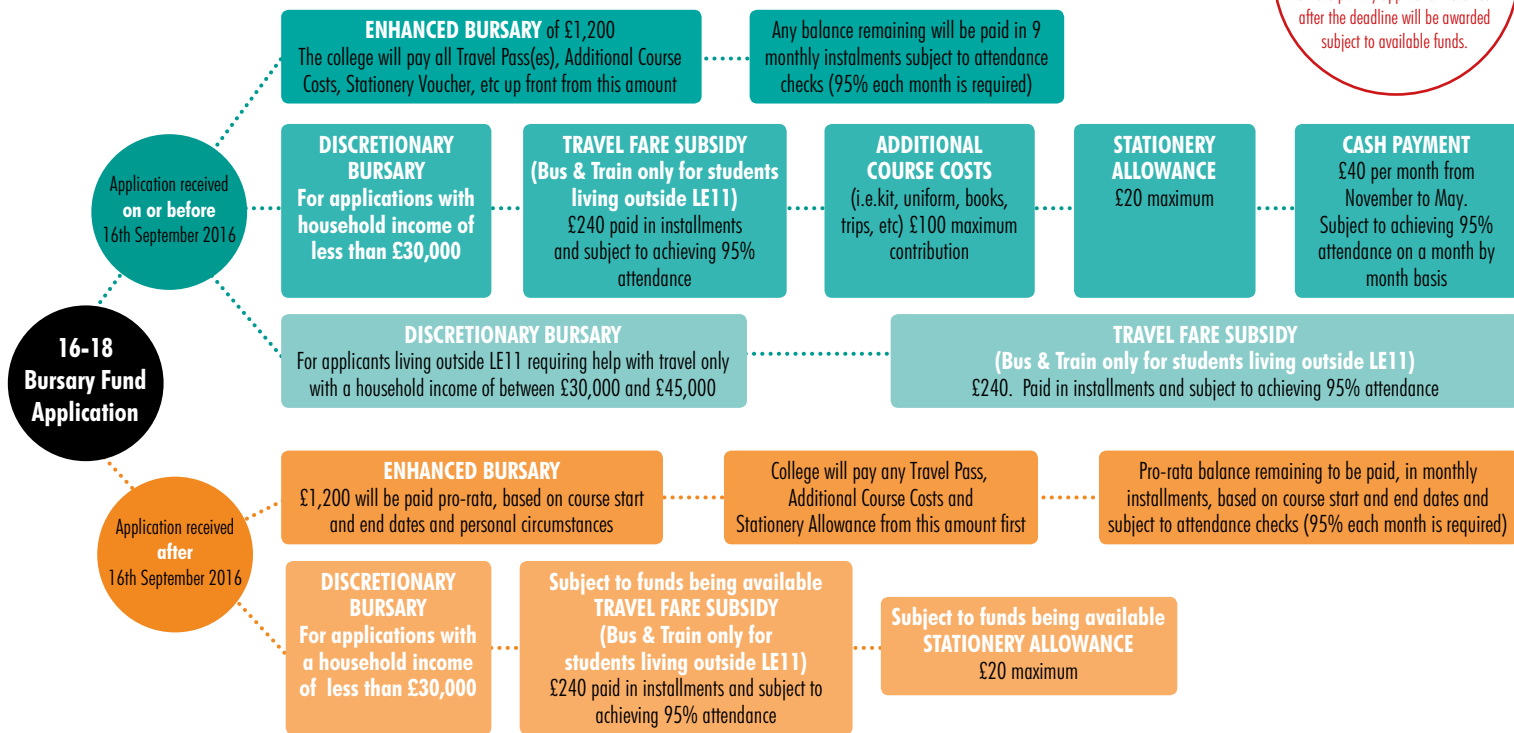 after the deadline will be awarded
subject to available funds.
ENHANCED BURSARY of £1,200
The college will pay all Travel Pass(es), Additional Course
Costs, Stationery Voucher, etc up front from this amount
Any balance remaining will be paid in 9
monthly instalments subject to attendance
checks (95% each month is required)
Application received
on or before
16th September 2016
DISCRETIONARY
BURSARY
For applications with
household income of
less than £30,000
TRAVEL FARE SUBSIDY
(Bus & Train only for students
living outside LE11)
£240 paid in installments
and subject to achieving 95%
attendance
ADDITIONAL
COURSE COSTS
(i.e.kit, uniform, books,
trips, etc) £100 maximum
contribution
STATIONERY
ALLOWANCE
£20 maximum
CASH PAYMENT
£40 per month from
November to May.
Subject to achieving 95%
attendance on a month by
month basis
DISCRETIONARY BURSARY
For applicants living outside LE11 requiring help with travel only
with a household income of between £30,000 and £45,000
TRAVEL FARE SUBSIDY
(Bus & Train only for students living outside LE11)
£240. Paid in installments and subject to achieving 95% attendance
16-18
Bursary Fund
Application
Application received
after
16th September 2016
ENHANCED BURSARY
£1,200 will be paid pro-rata, based on course start
and end dates and personal circumstances
College will pay any Travel Pass,
Additional Course Costs and
Stationery Allowance from this amount first
Pro-rata balance remaining to be paid, in monthly
installments, based on course start and end dates and
subject to attendance checks (95% each month is required)
DISCRETIONARY
BURSARY
For applications with
a household income
of less than £30,000
Subject to funds being available
TRAVEL FARE SUBSIDY
(Bus & Train only for
students living outside LE11)
£240 paid in installments and subject to
achieving 95% attendance
Subject to funds being available
STATIONERY ALLOWANCE
£20 maximum